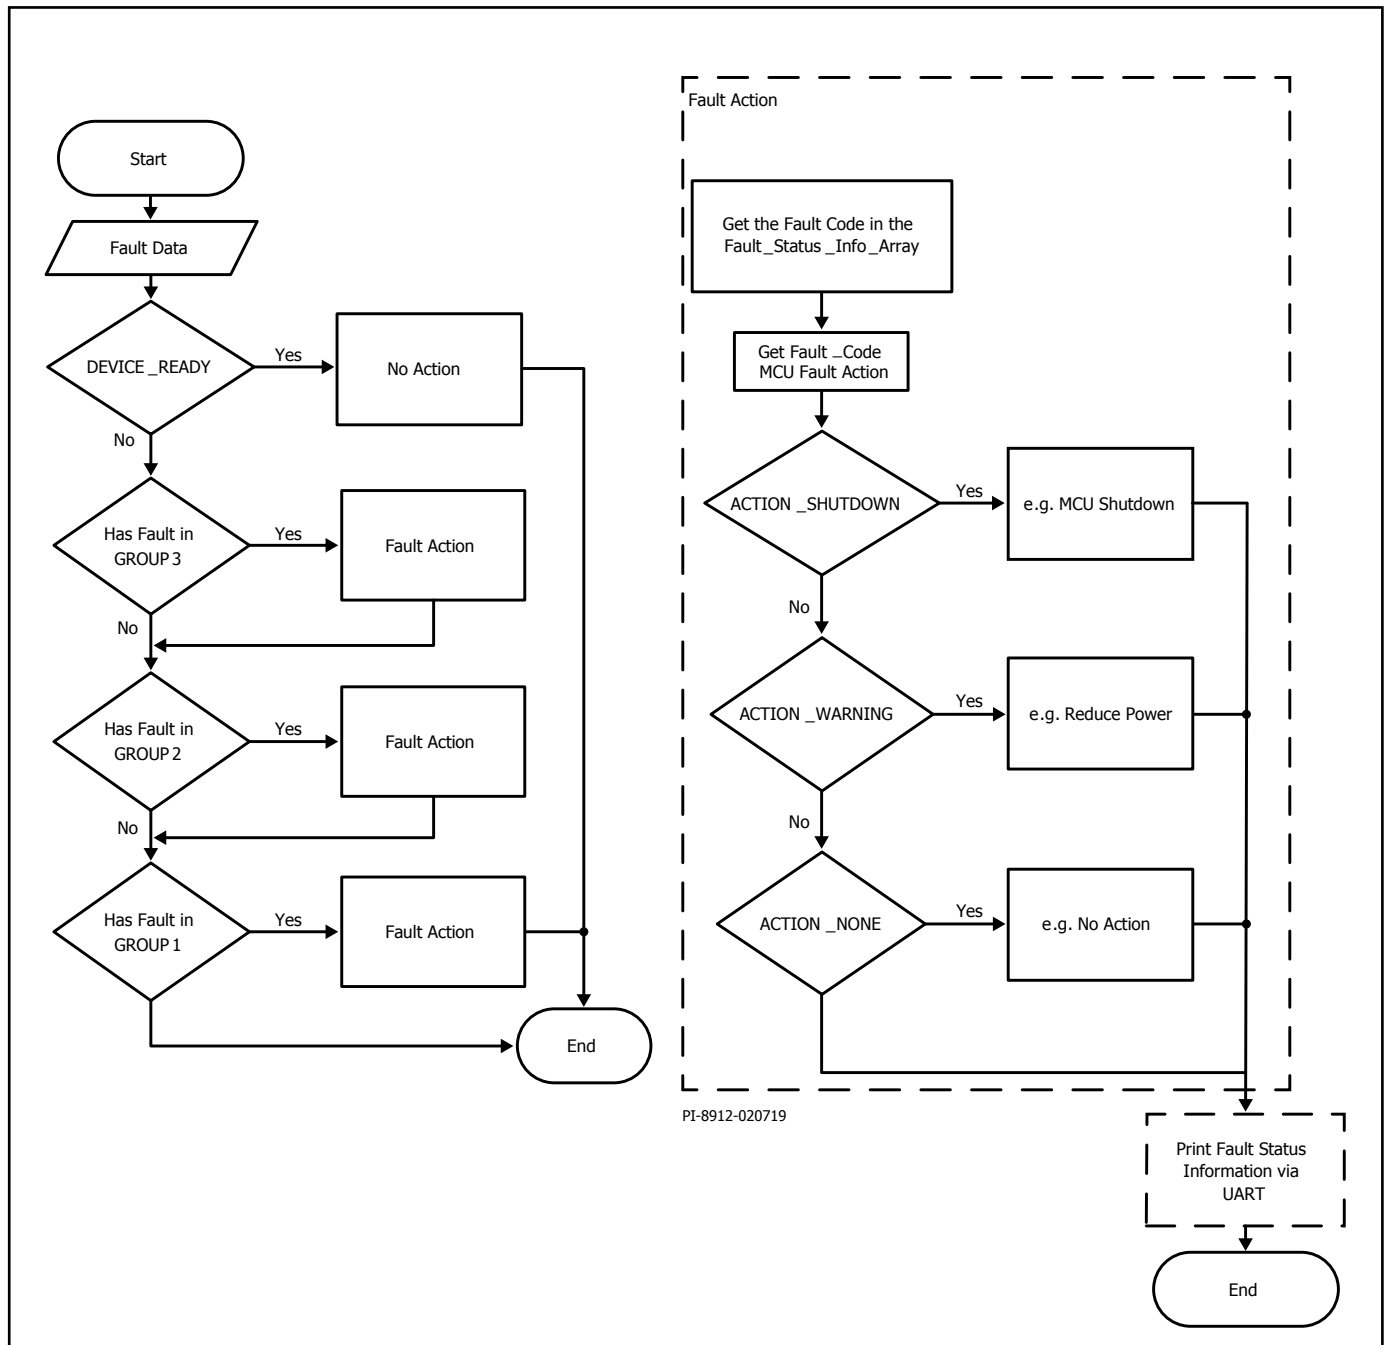 Start
Fault Data
DEVICE _READY
Yes
No Action
No
Has Fault in
GROUP 3
Yes
Fault Action
No
Has Fault in
GROUP 2
Yes
Fault Action
No
Has Fault in
GROUP 1
Yes
Fault Action
End
Fault Action
Get the Fault Code in the
Fault_Status_Info_Array
Get Fault _Code
MCU Fault Action
ACTION _SHUTDOWN
Yes
e.g. MCU Shutdown
No
ACTION _WARNING
Yes
e.g. Reduce Power
No
ACTION _NONE
Yes
e.g. No Action
PI-8912-020719
Print Fault Status
Information via
UART
End